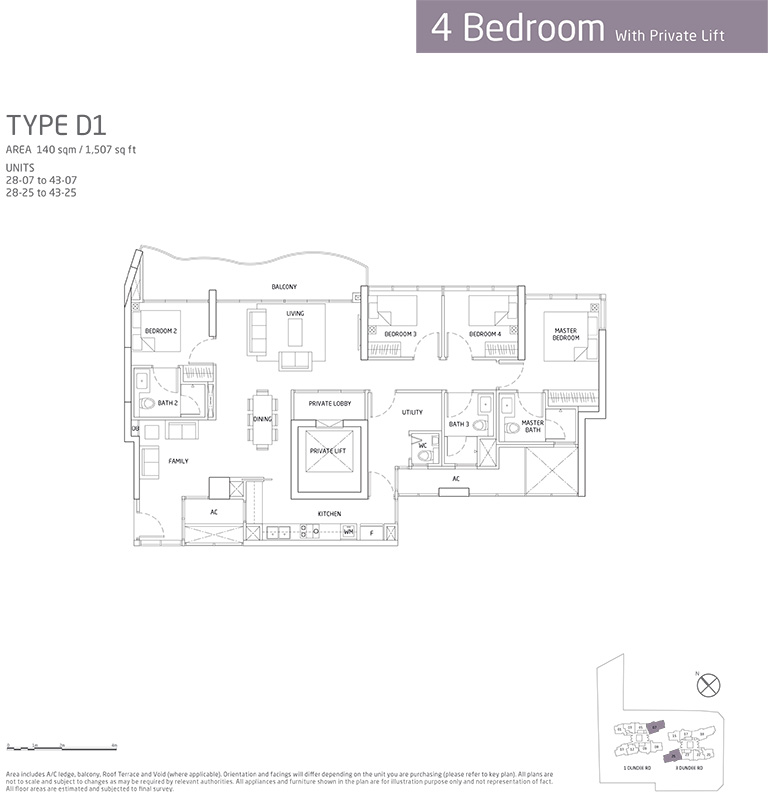 4 Bedroom With Private Lift
TYPE D1
AREA 140 sqm / 1,507 sq ft
UNITS
28-07 to 43-07
28-25 to 43-25
BALCONY
LIVING
BEDROOM 2
BEDROOM 3
BEDROOM 4
MASTER
BEDROOM
BATH 2
PRIVATE LOBBY
UTILITY
DINING
BATH 3
MASTER
BATH
DB
WC
FAMILY
PRIVATE LIFT
AC
AC
KITCHEN
WM
F
N
1 DUNDEE RD
0 1m 2m 4m
Area includes A/C ledge, balcony, Roof Terrace and Void (where applicable). Orientation and facings will differ depending on the unit you are purchasing (please refer to key plan). All plans are
not to scale and subject to changes as may be required by relevant authorities. All appliances and furniture shown in the plan are for illustration purpose only and not representation of fact.
All floor areas are estimated and subjected to final survey.